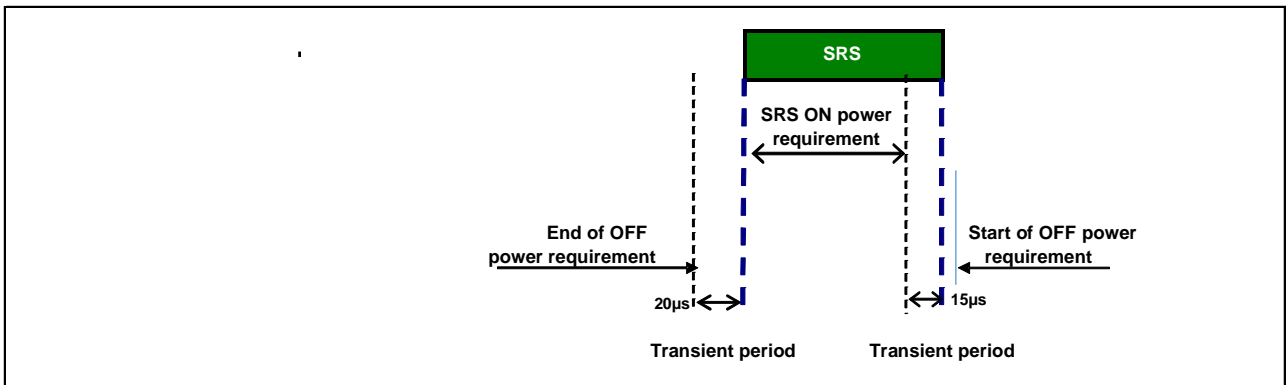 SRS
SRS ON power
requirement
End of OFF
power requirement
Start of OFF power
requirement
20µs
15µs
Transient period
Transient period